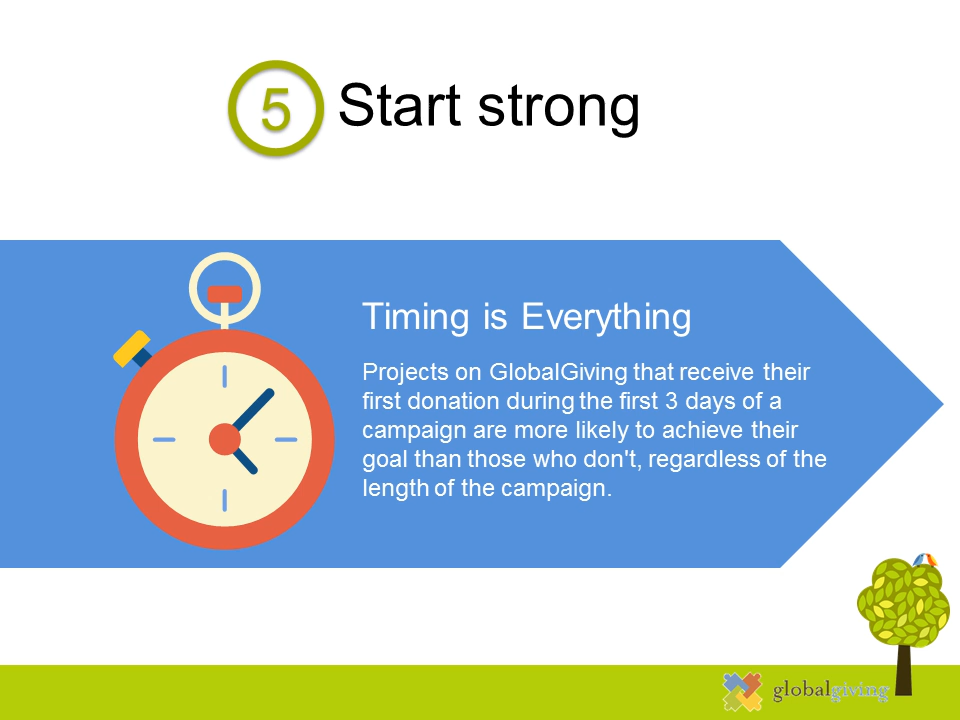 5 Start strong
Timing is Everything
Projects on GlobalGiving that receive their
first donation during the first 3 days of a
campaign are more likely to achieve their
goal than those who don't, regardless of the
length of the campaign.
globalgiving